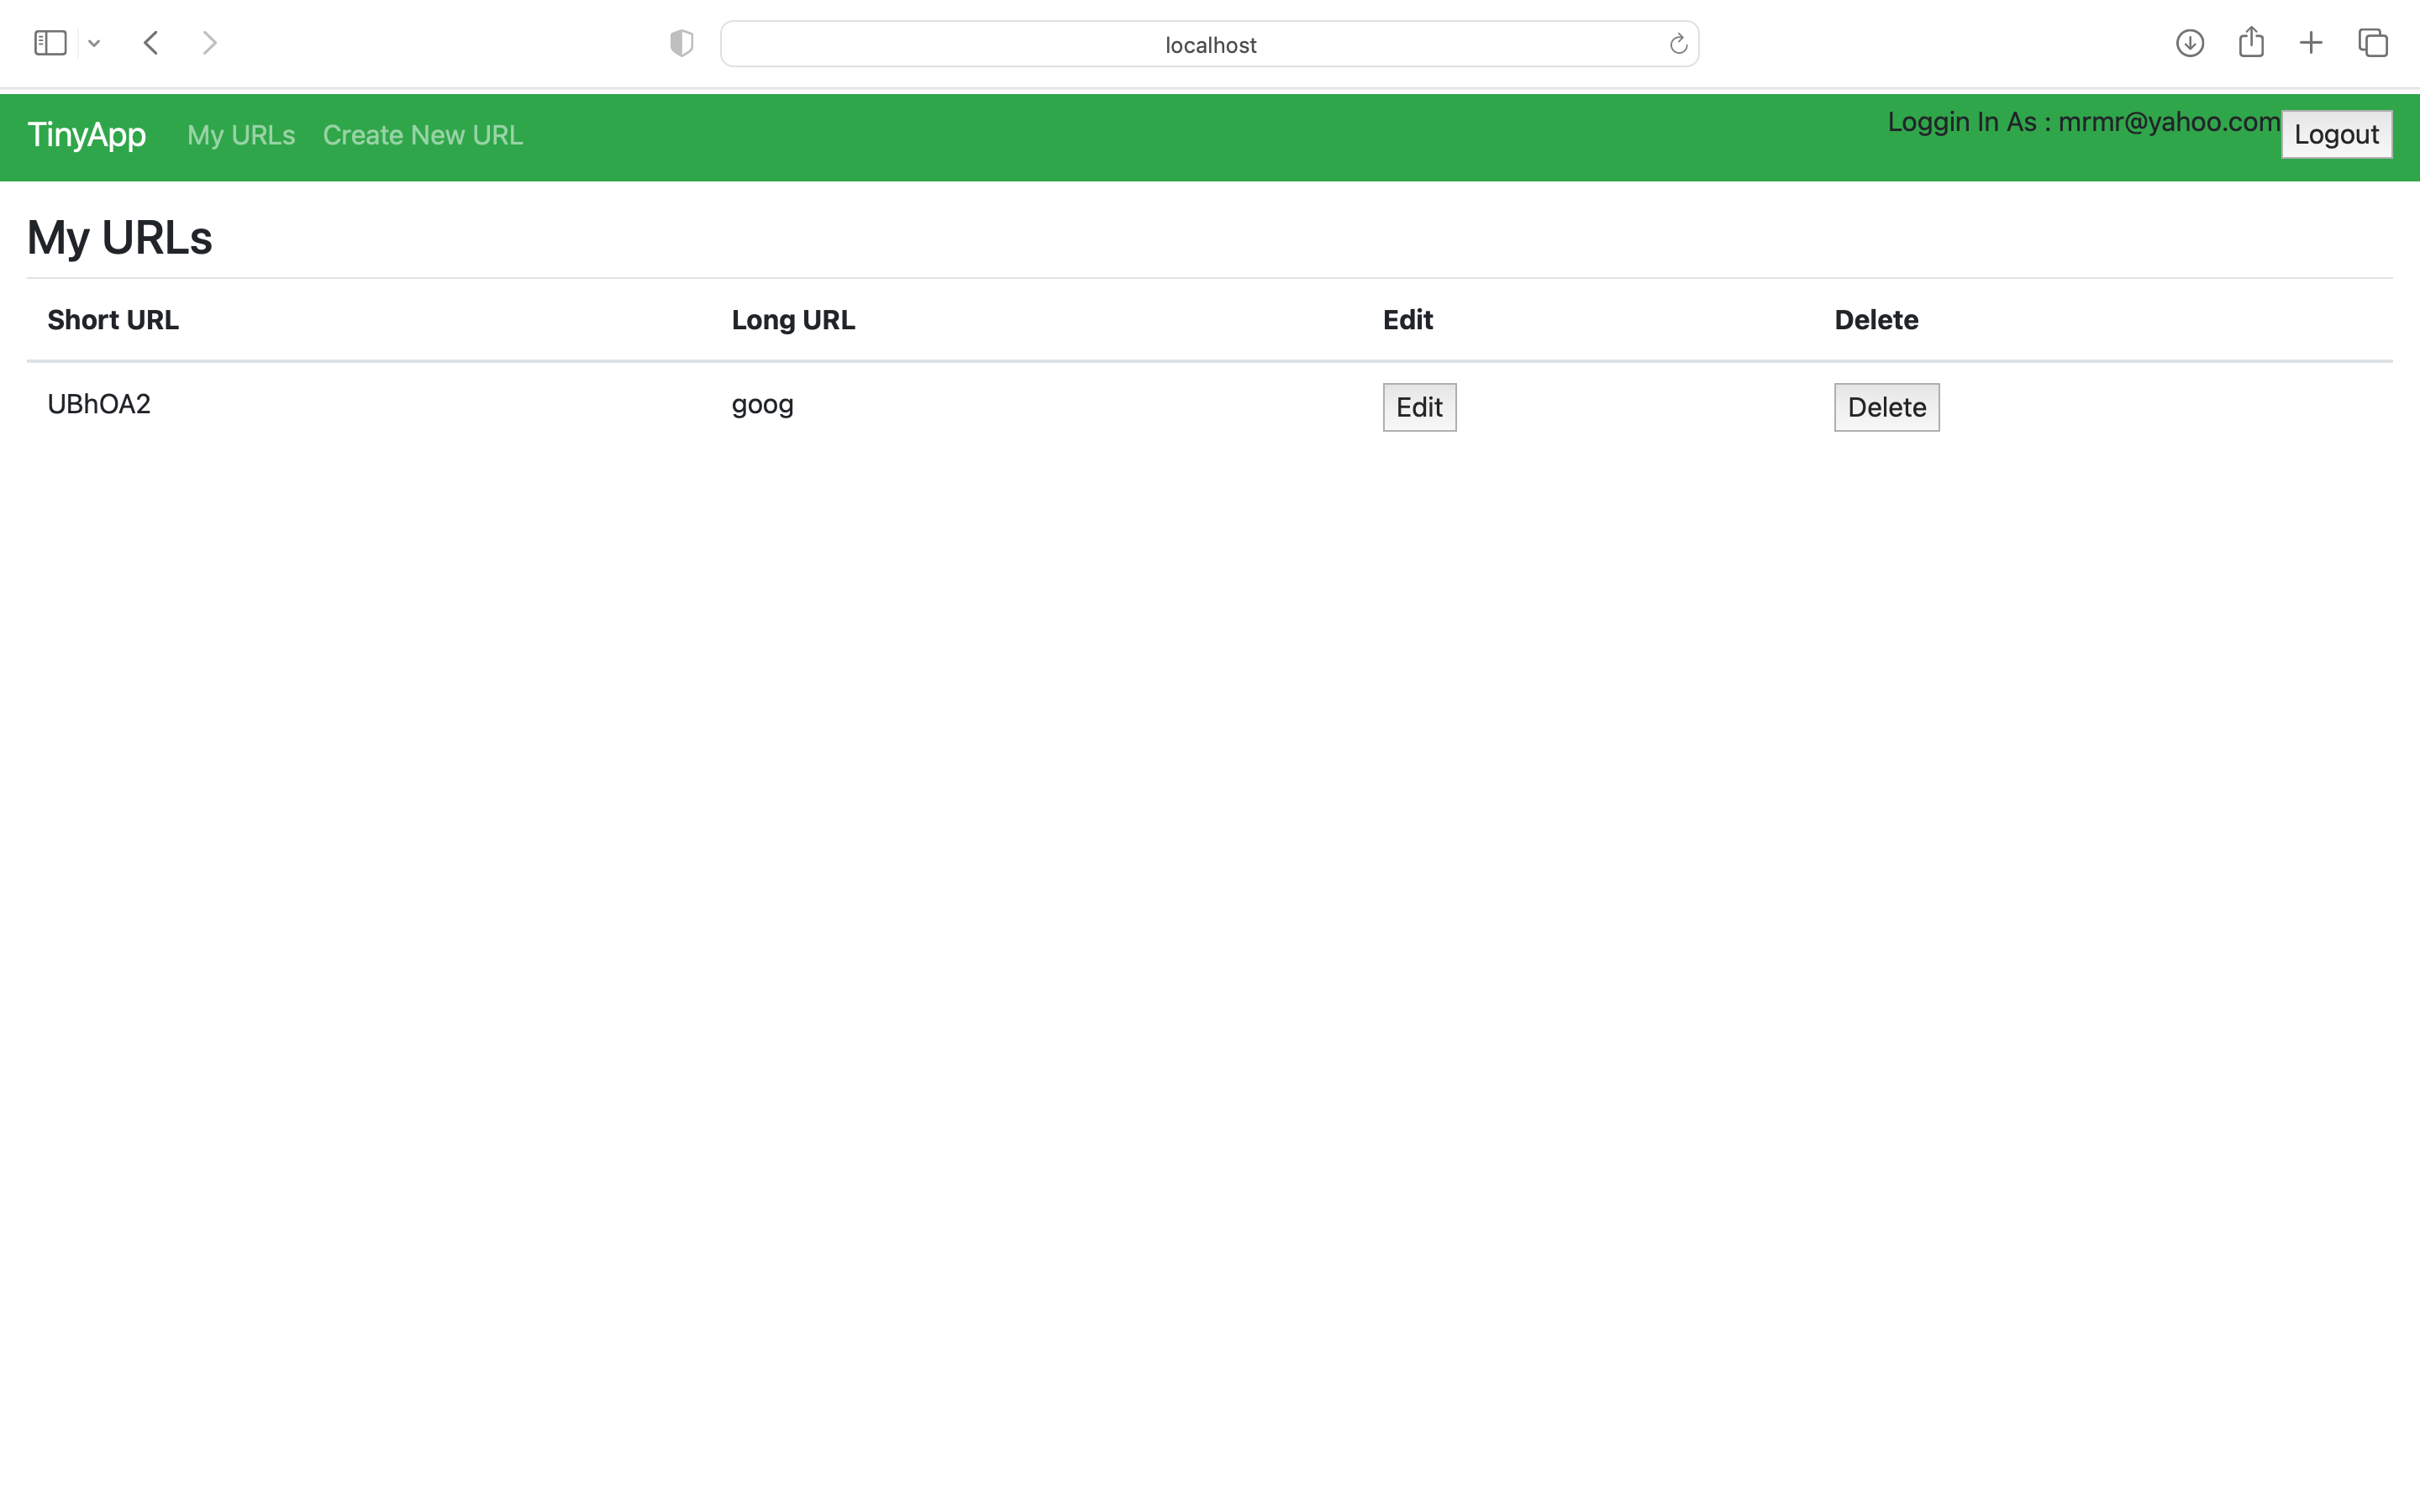 localhost
TinyApp My URLs Create New URL Loggin In As : mrmr@yahoo.com Logout
My URLs
Short URL Long URL Edit Delete
UBhOA2 goog Edit Delete